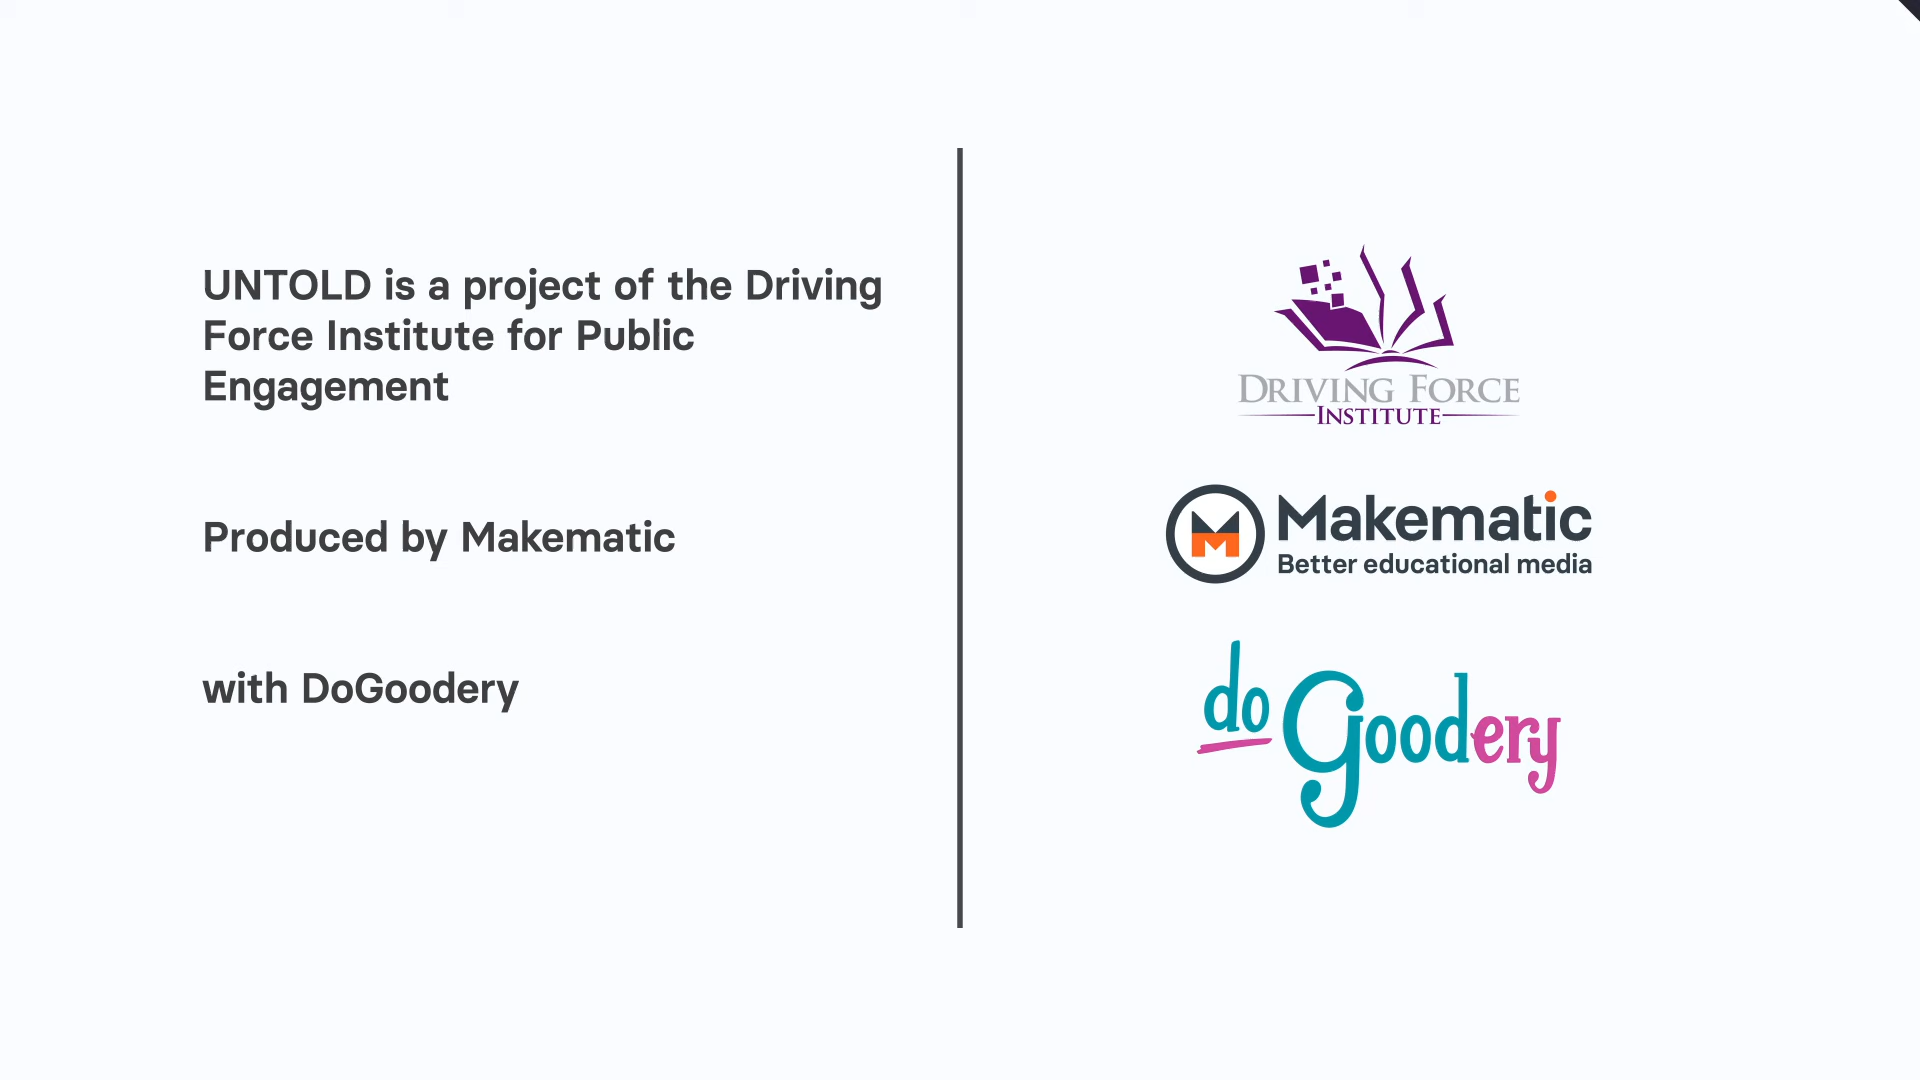 UNTOLD is a project of the Driving
Force Institute for Public
Engagement
Produced by Makematic
with DoGoodery
DRIVING FORCE
INSTITUTE
Makematic
Better educational media
do Goodery